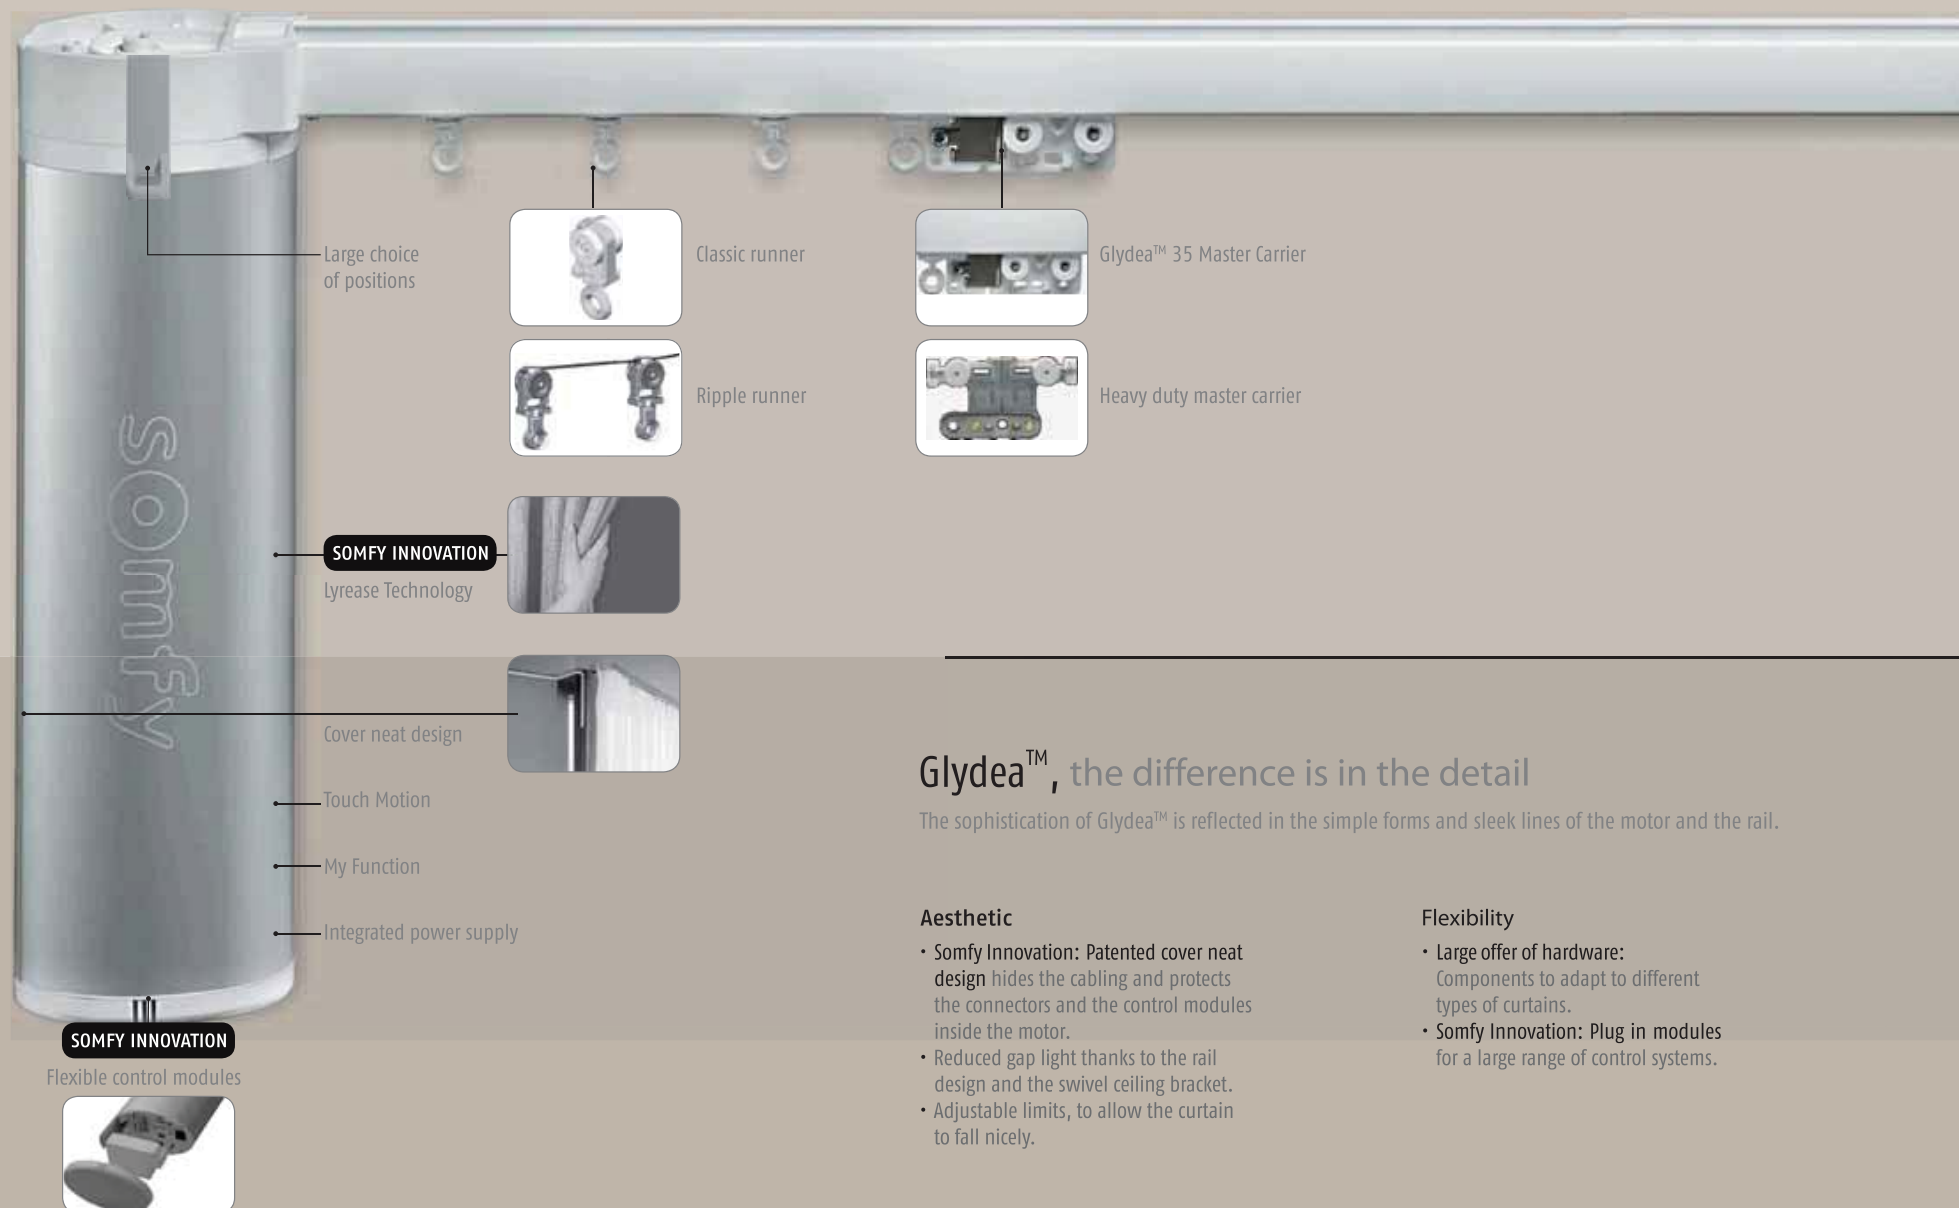 Large choice
of positions
Classic runner
Glydea™ 35 Master Carrier
Ripple runner
Heavy duty master carrier
somfy
SOMFY INNOVATION
Lyrease Technology
Cover neat design
Touch Motion
My Function
Integrated power supply
SOMFY INNOVATION
Flexible control modules
Glydea™, the difference is in the detail
The sophistication of Glydea™ is reflected in the simple forms and sleek lines of the motor and the rail.
Aesthetic
• Somfy Innovation: Patented cover neat
design hides the cabling and protects
the connectors and the control modules
inside the motor.
• Reduced gap light thanks to the rail
design and the swivel ceiling bracket.
• Adjustable limits, to allow the curtain
to fall nicely.
Flexibility
• Large offer of hardware:
Components to adapt to different
types of curtains.
• Somfy Innovation: Plug in modules
for a large range of control systems.